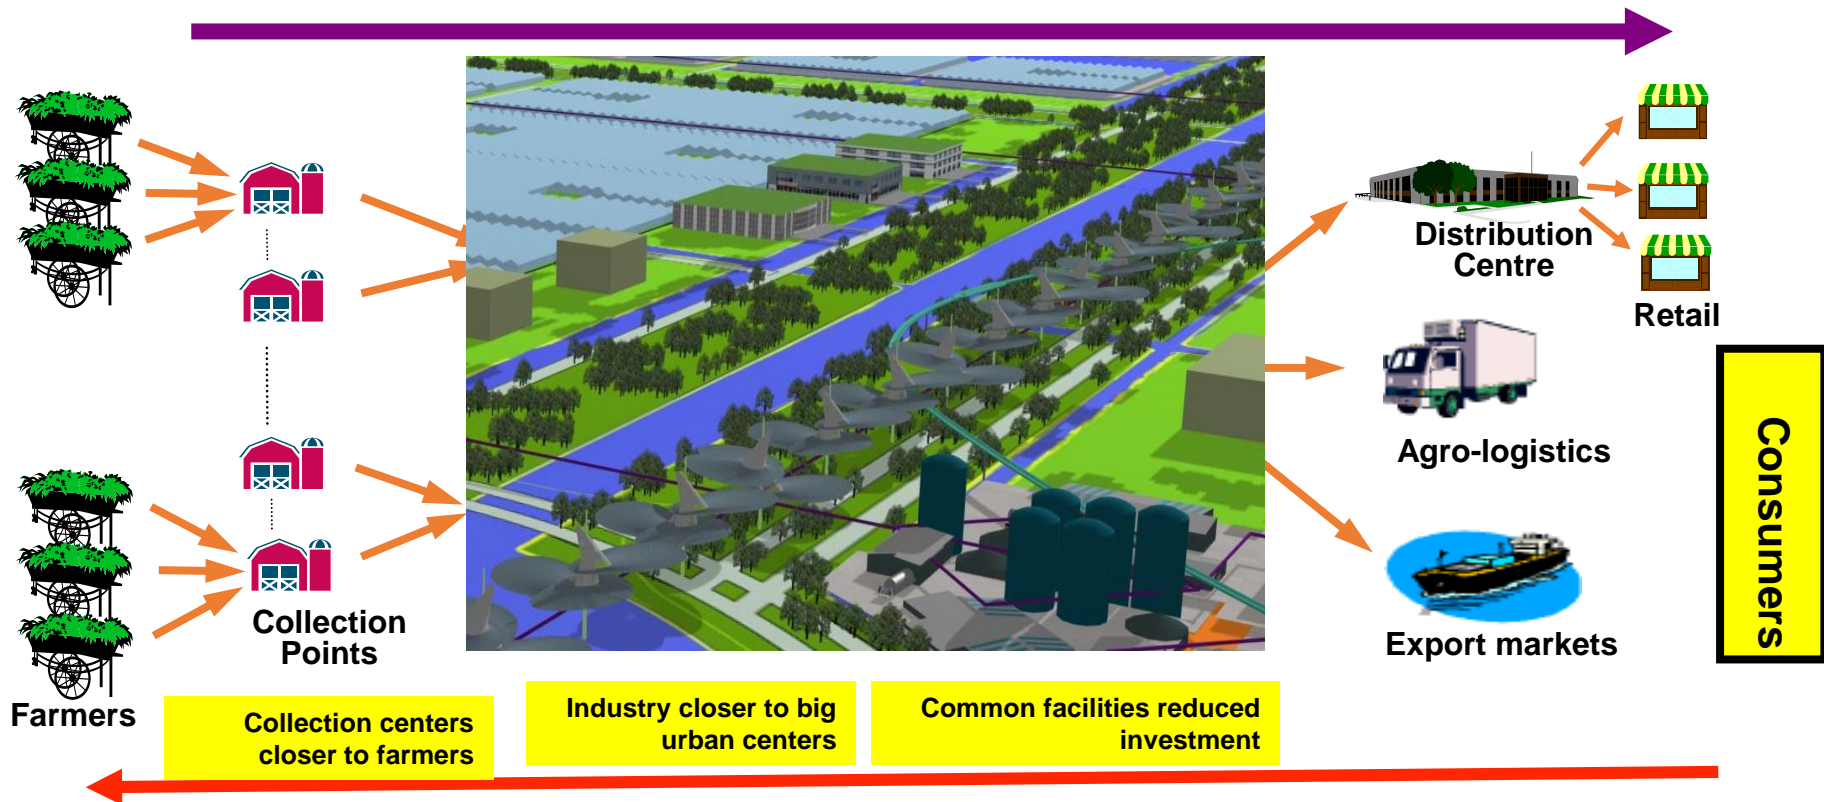 Distribution
Centre
Retail
Agro-logistics
Export markets
Consumers
Collection
Points
Farmers
Collection centers
closer to farmers
Industry closer to big
urban centers
Common facilities reduced
investment